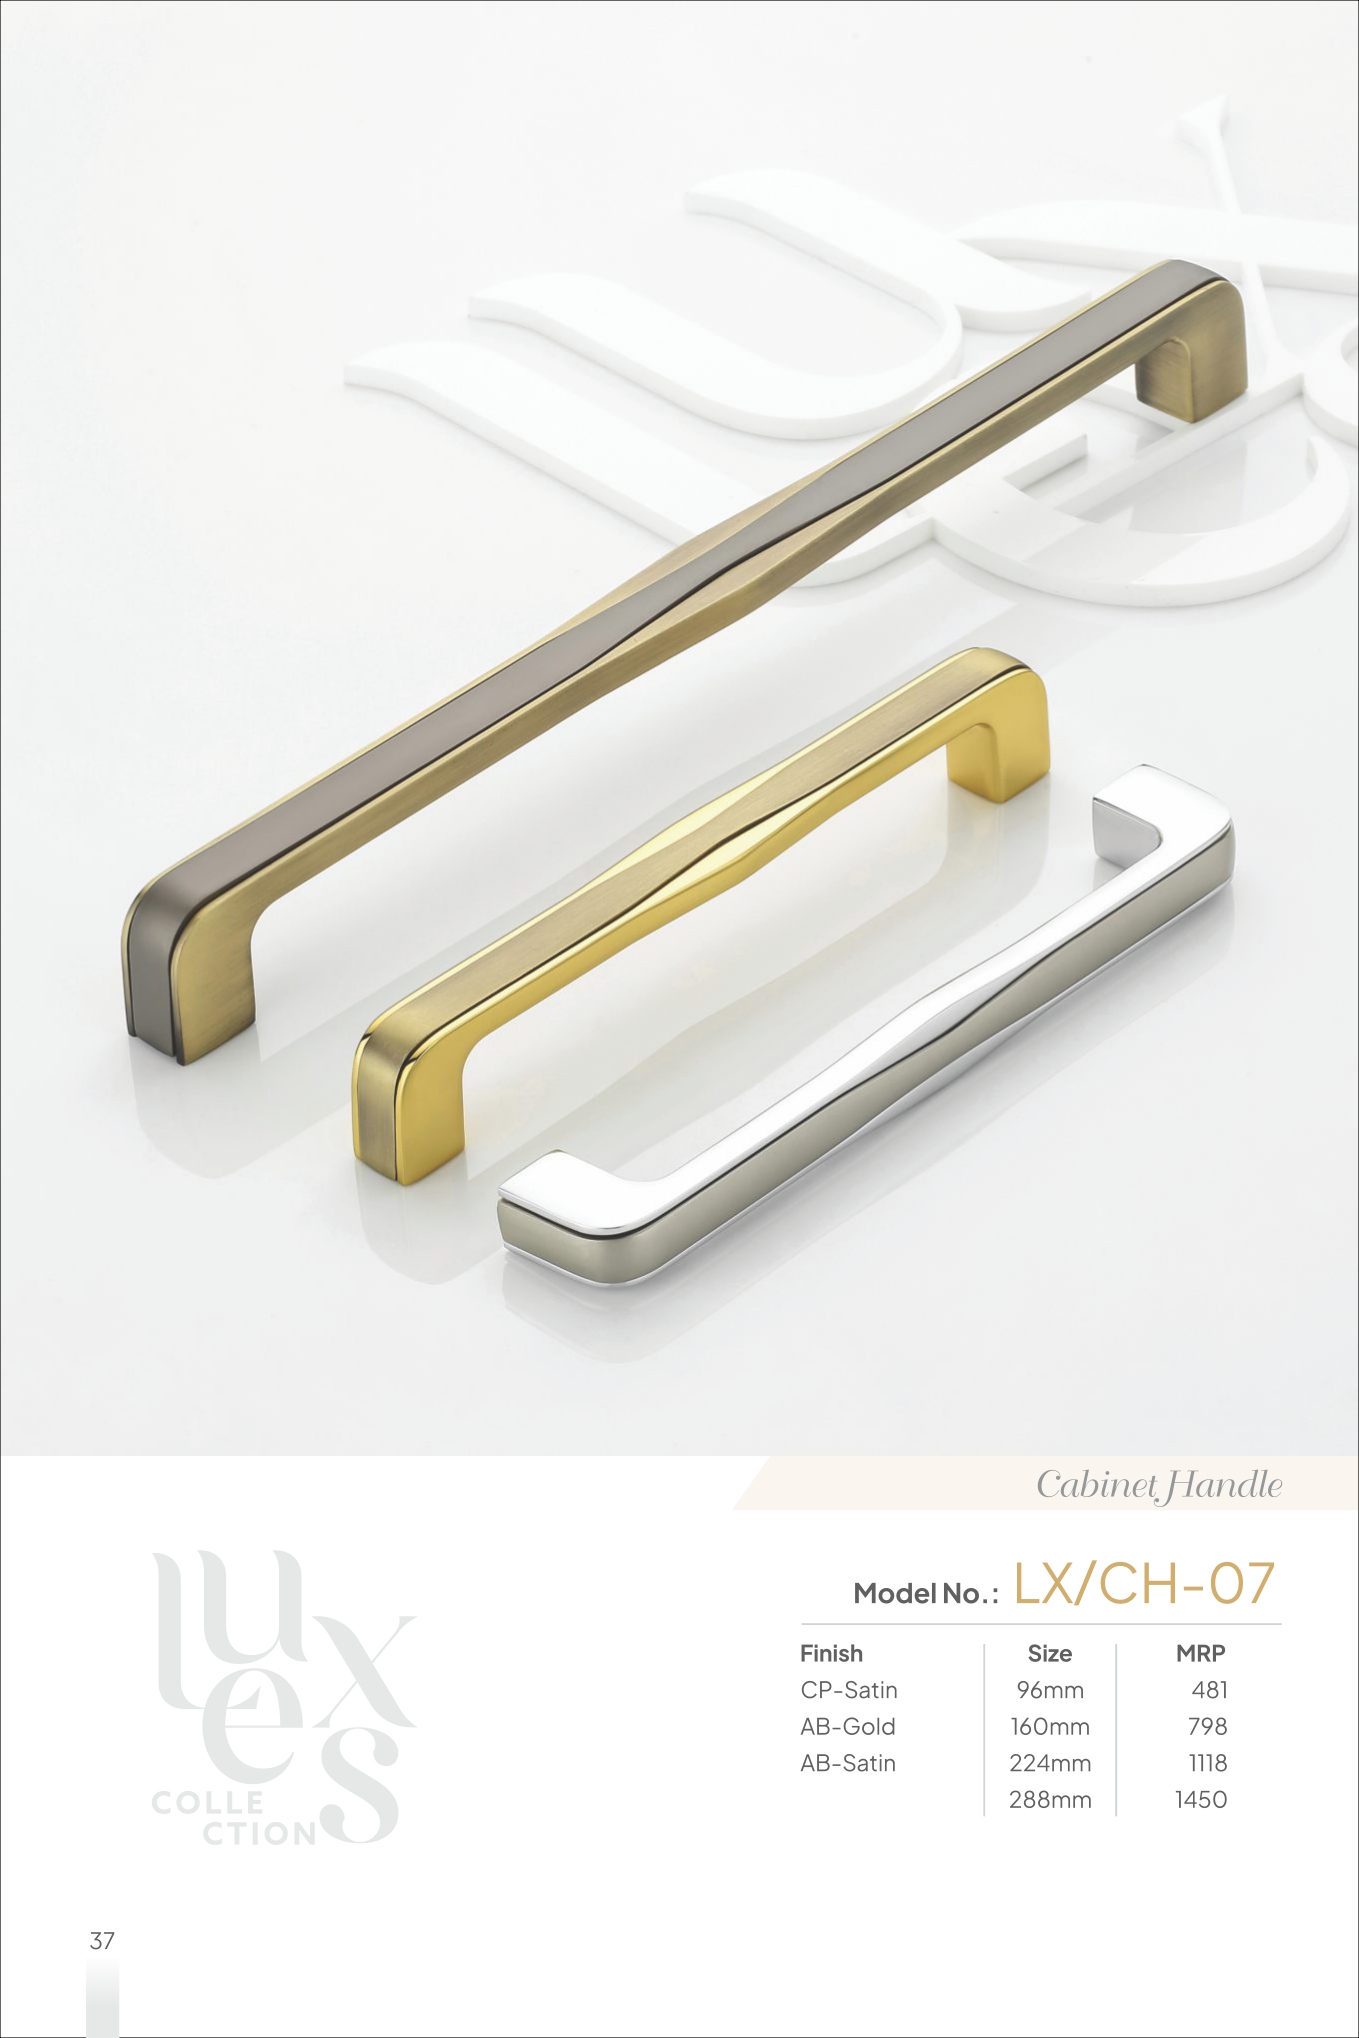 Cabinet Handle
luxes
COLLE
CTION
Model No.: LX/CH-07
Finish Size MRP
CP-Satin 96mm 481
AB-Gold 160mm 798
AB-Satin 224mm 1118
288mm 1450
37